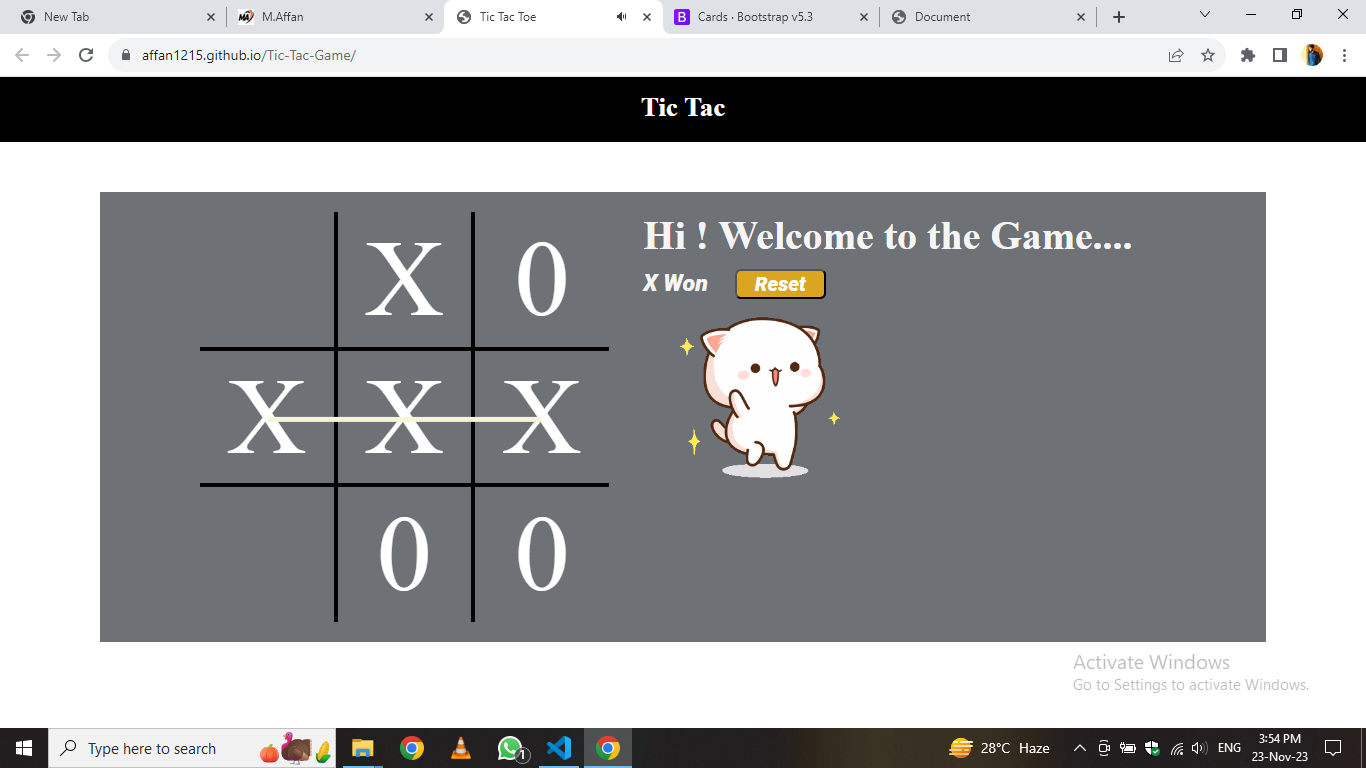 New Tab
M.Affan
Tic Tac Toe
Cards · Bootstrap v5.3
Document
affan1215.github.io/Tic-Tac-Game/
Tic Tac
X 0
X X X
0 0
Hi ! Welcome to the Game....
X Won Reset
Activate Windows
Go to Settings to activate Windows.
Type here to search
1
28°C Haze
ENG
3:54 PM
23-Nov-23